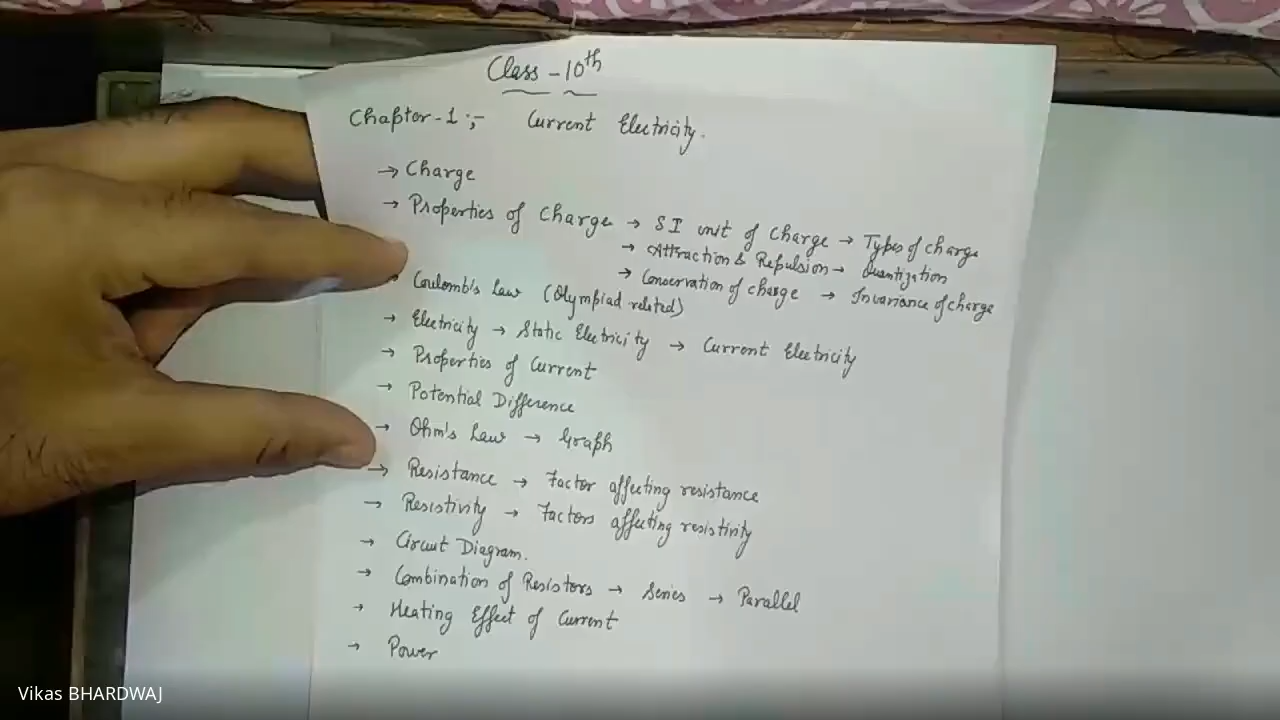 Class - 10th
Chapter-1 :- Current Electricity.
→ Charge
→ Properties of Charge → SI unit of Charge → Types of charge
→ Attraction & Repulsion → Quantization
→ Conservation of charge → Invariance of charge
Coulomb's Law (Olympiad related)
→ Electricity → Static Electricity → Current Electricity
→ Properties of Current
→ Potential Difference
→ Ohm's Law → Graph
→ Resistance → Factor affecting resistance
→ Resistivity → Factors affecting resistivity
→ Circuit Diagram.
→ Combination of Resistors → Series → Parallel
→ Heating Effect of Current
→ Power
Vikas BHARDWAJ